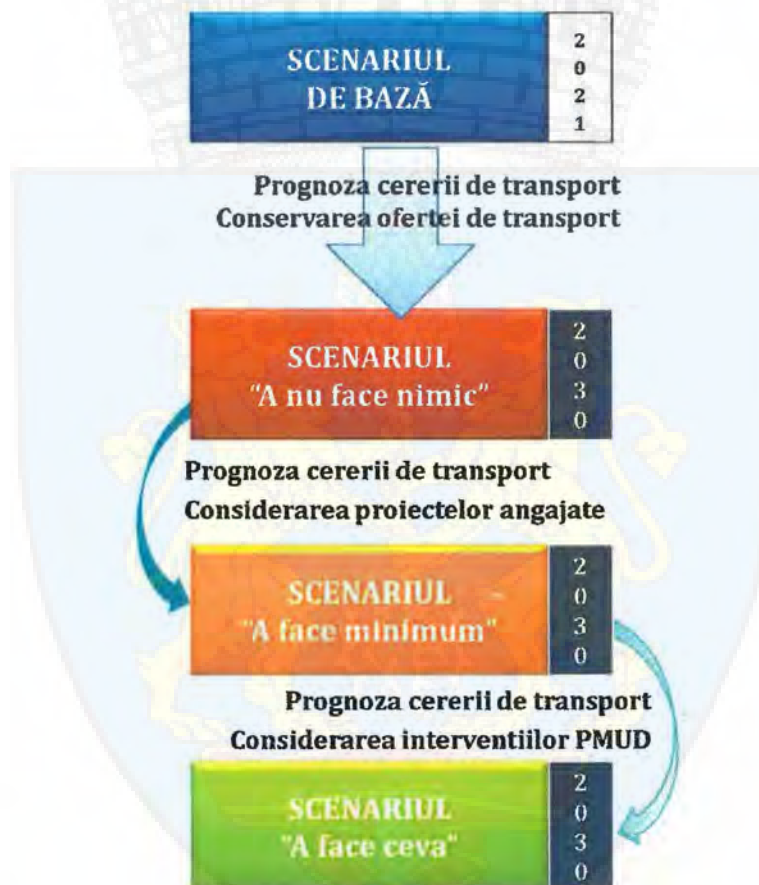 SCENARIUL
DE BAZĂ
2
0
2
1
Prognoza cererii de transport
Conservarea ofertei de transport
SCENARIUL
"A nu face nimic"
2
0
3
0
Prognoza cererii de transport
Considerarea proiectelor angajate
SCENARIUL
"A face minimum"
2
0
3
0
Prognoza cererii de transport
Considerarea interventiilor PMUD
SCENARIUL
"A face ceva"
2
0
3
0